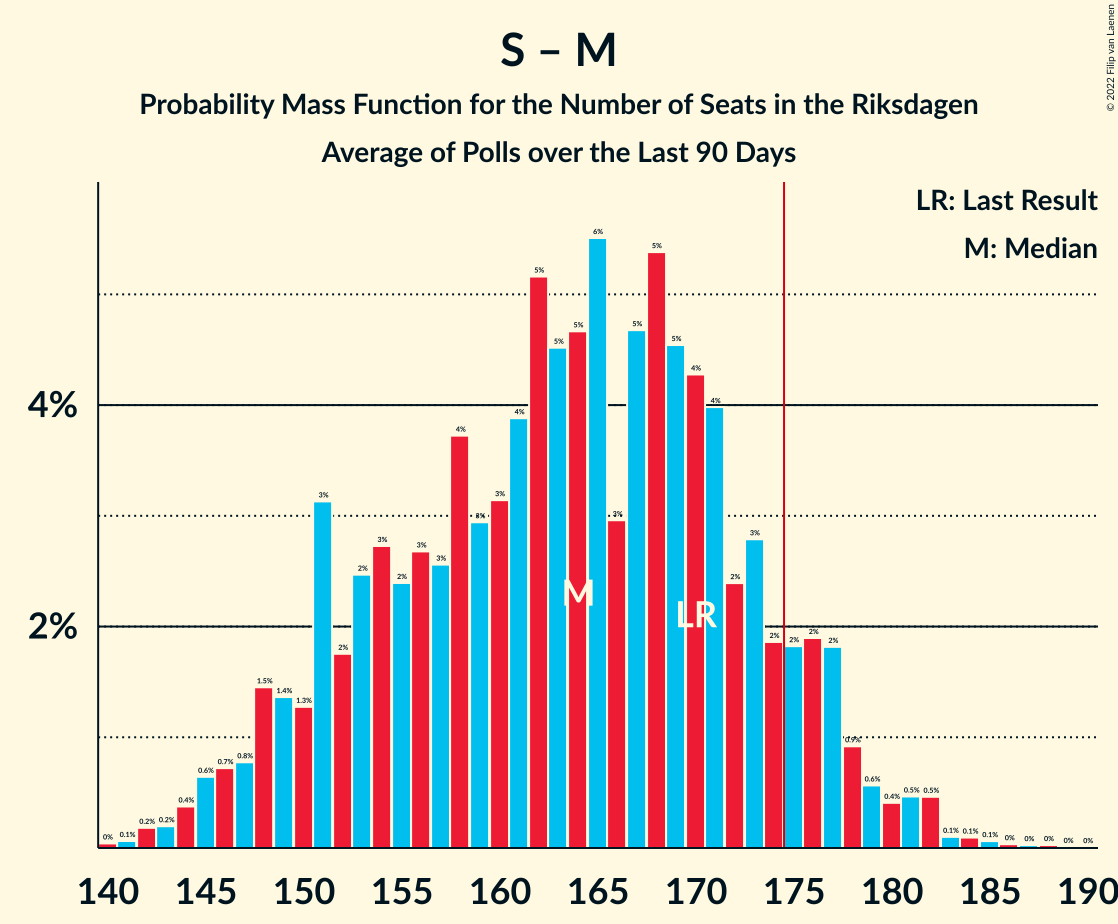 S – M
Probability Mass Function for the Number of Seats in the Riksdagen
Average of Polls over the Last 90 Days
© 2022 Filip van Laenen
LR: Last Result
M: Median
4%
2%
0% 0.1% 0.2% 0.2% 0.4% 0.6% 0.7% 0.8% 1.5% 1.4% 1.3% 3% 2% 2% 3% 2% 3% 3% 4% 3% 3% 4% 5% 5% 5% 6% 3% 5% 5% 5% 4% 4% 2% 3% 2% 2% 2% 2% 0.9% 0.6% 0.4% 0.5% 0.5% 0.1% 0.1% 0.1% 0% 0% 0% 0% 0%
M
LR
140 145 150 155 160 165 170 175 180 185 190